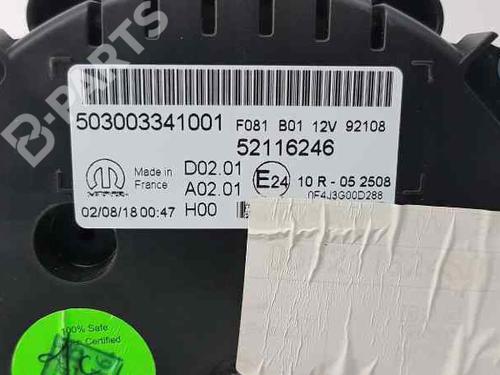 B-PARTS
503003341001 F081 B01 12V 92108
52116246
Made in France
D02.01
A02.01
E24
10 R - 05 2508
0F4J3G00D288
02/08/18 00:47 H00
100% Safe
Certified